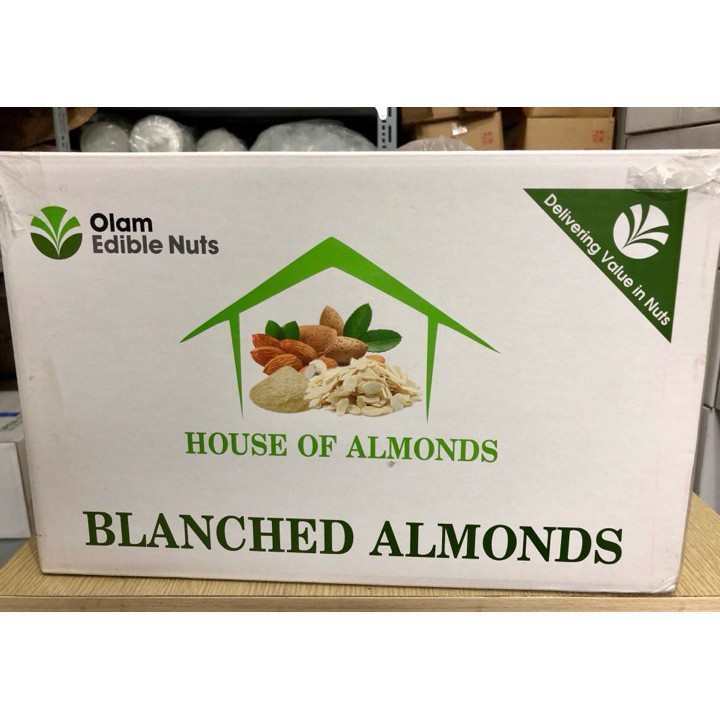 Olam
Edible Nuts
Delivering Value in Nuts
HOUSE OF ALMONDS
BLANCHED ALMONDS